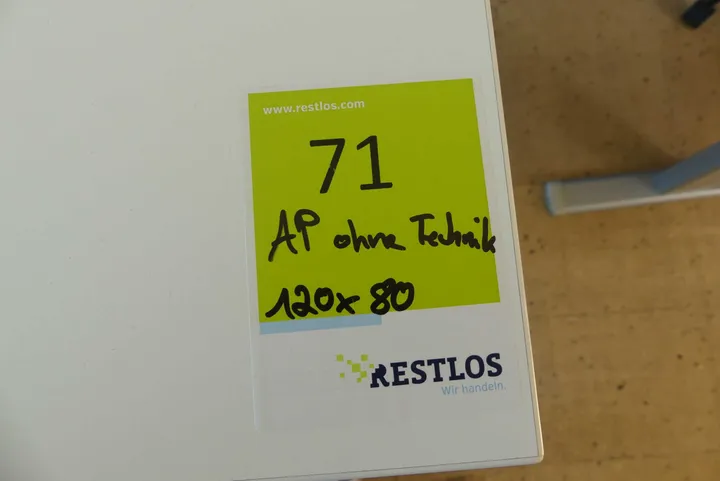 www.restlos.com
71
AP ohne Technik
120x80
RESTLOS
Wir handeln.